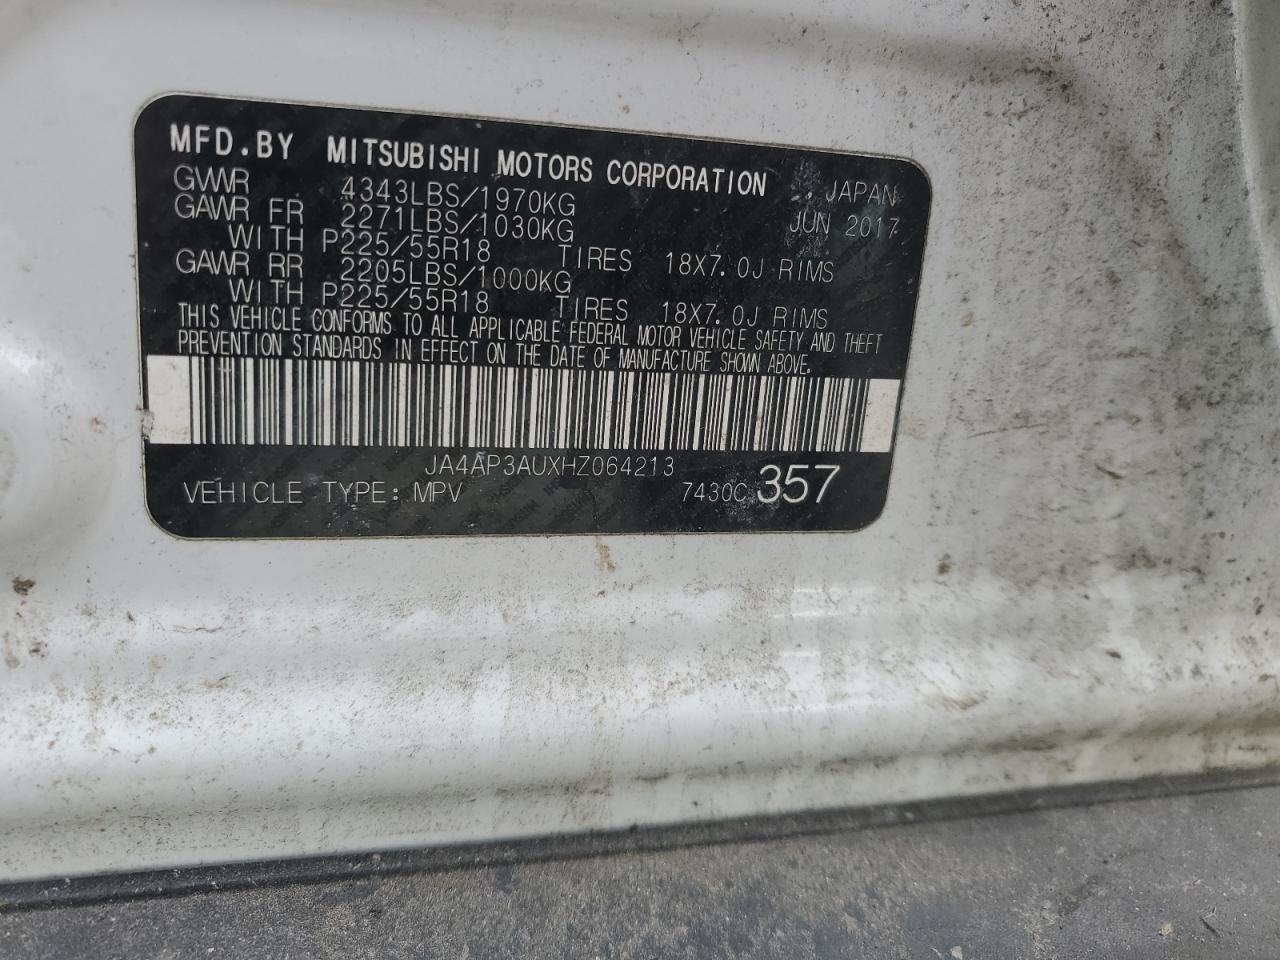 MFD.BY MITSUBISHI MOTORS CORPORATION JAPAN
GVWR 4343LBS/1970KG JUN 2017
GAWR FR 2271LBS/1030KG
WITH P225/55R18 TIRES 18X7.0J RIMS
GAWR RR 2205LBS/1000KG
WITH P225/55R18 TIRES 18X7.0J RIMS
THIS VEHICLE CONFORMS TO ALL APPLICABLE FEDERAL MOTOR VEHICLE SAFETY AND THEFT
PREVENTION STANDARDS IN EFFECT ON THE DATE OF MANUFACTURE SHOWN ABOVE.
JA4AP3AUXHZ064213
VEHICLE TYPE: MPV 7430C 357